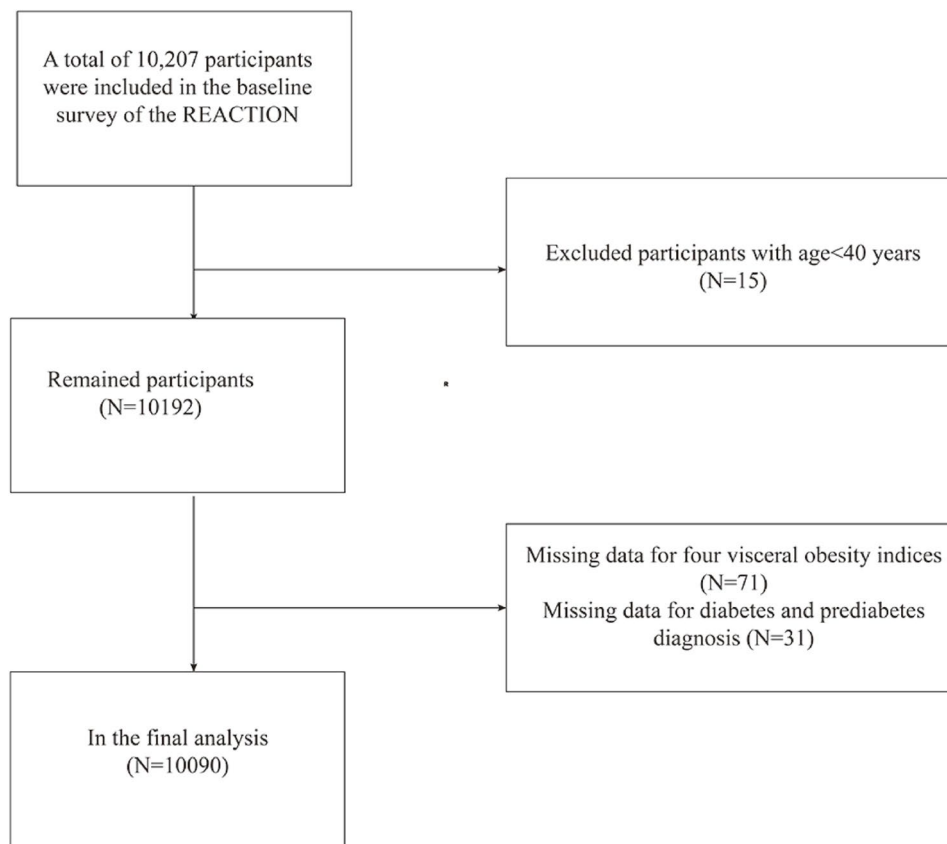 A total of 10,207 participants
were included in the baseline
survey of the REACTION
Excluded participants with age<40 years
(N=15)
Remained participants
(N=10192)
Missing data for four visceral obesity indices
(N=71)
Missing data for diabetes and prediabetes
diagnosis (N=31)
In the final analysis
(N=10090)